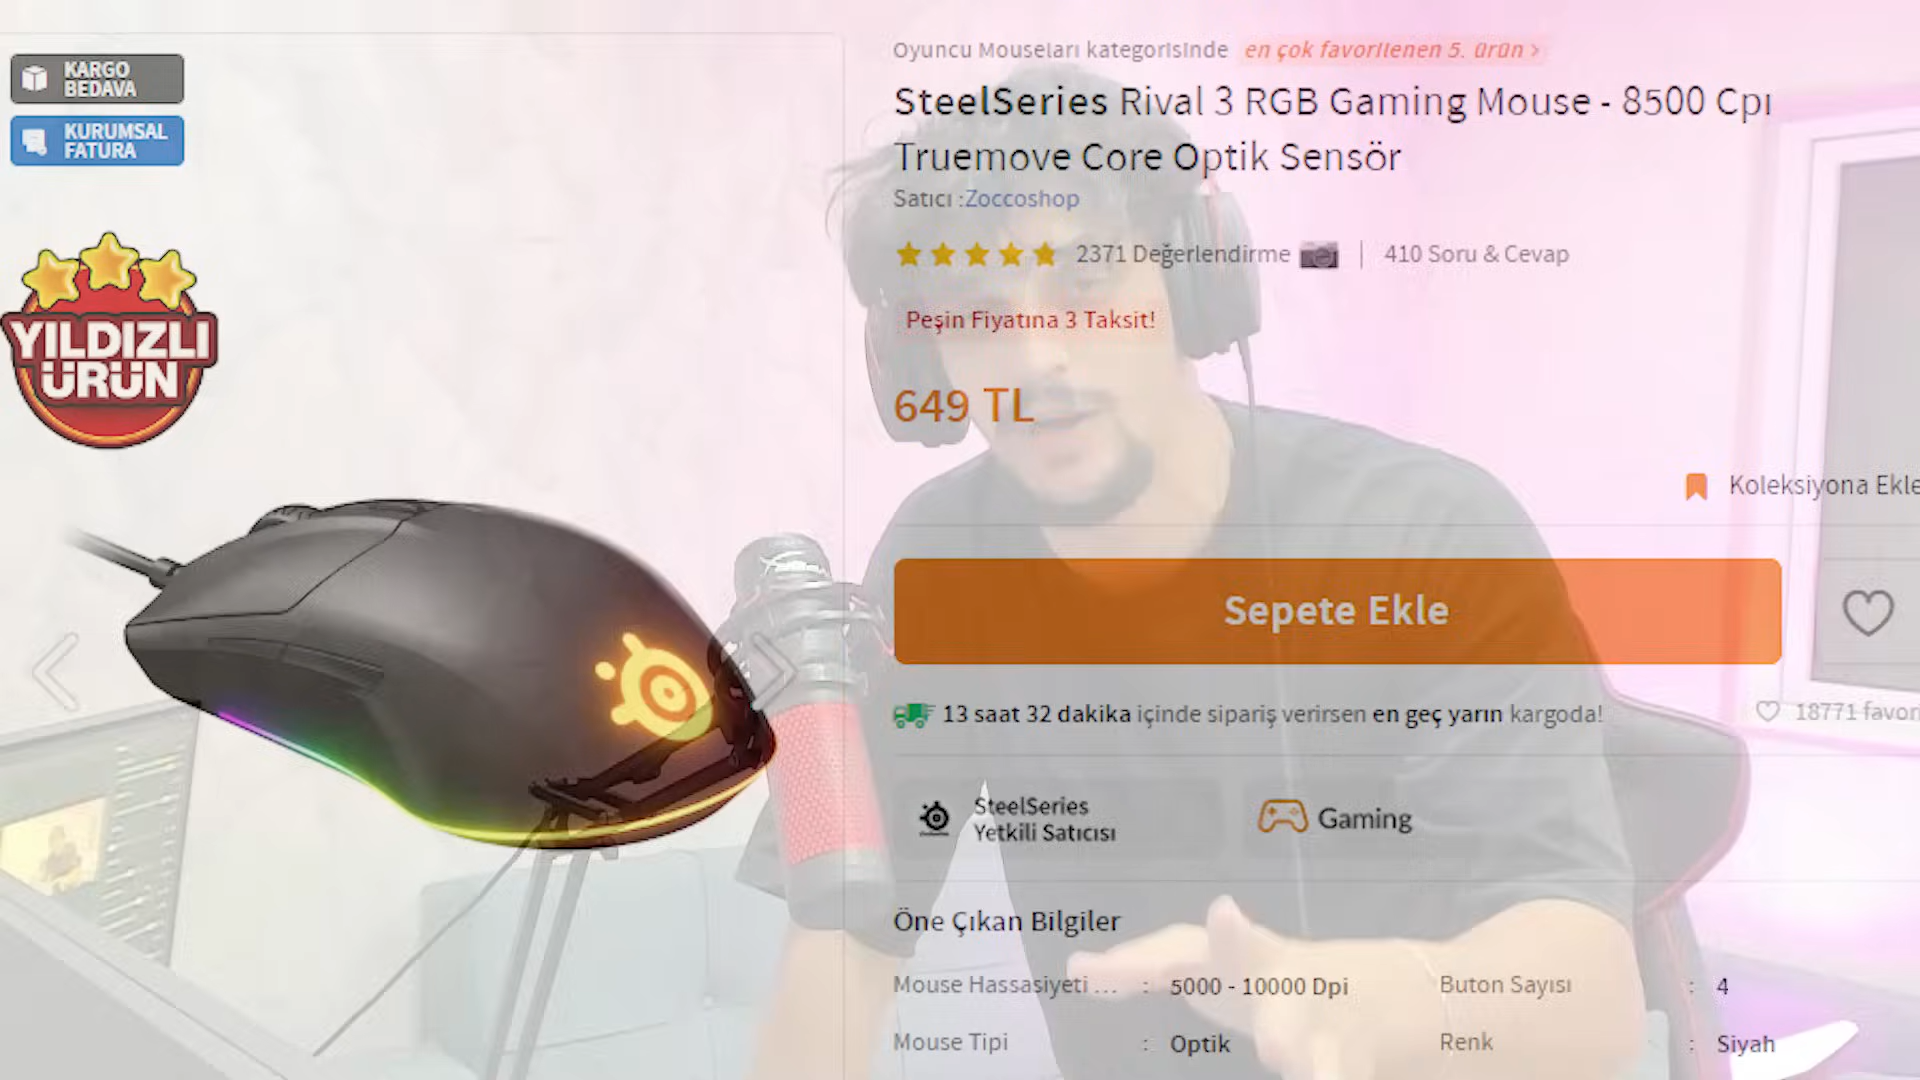 KARGO
BEDAVA
KURUMSAL
FATURA
YILDIZLI
ÜRÜN
Oyuncu Mouseları kategorisinde en çok favorilenen 5. ürün >
SteelSeries Rival 3 RGB Gaming Mouse - 8500 Cpı
Truemove Core Optik Sensör
Satıcı :Zoccoshop
2371 Değerlendirme | 410 Soru & Cevap
Peşin Fiyatına 3 Taksit!
649 TL
Koleksiyona Ekle
Sepete Ekle
13 saat 32 dakika içinde sipariş verirsen en geç yarın kargoda!
18771 favor
SteelSeries
Yetkili Satıcısı
Gaming
Öne Çıkan Bilgiler
Mouse Hassasiyeti ... : 5000 - 10000 Dpi
Buton Sayısı : 4
Mouse Tipi : Optik
Renk : Siyah